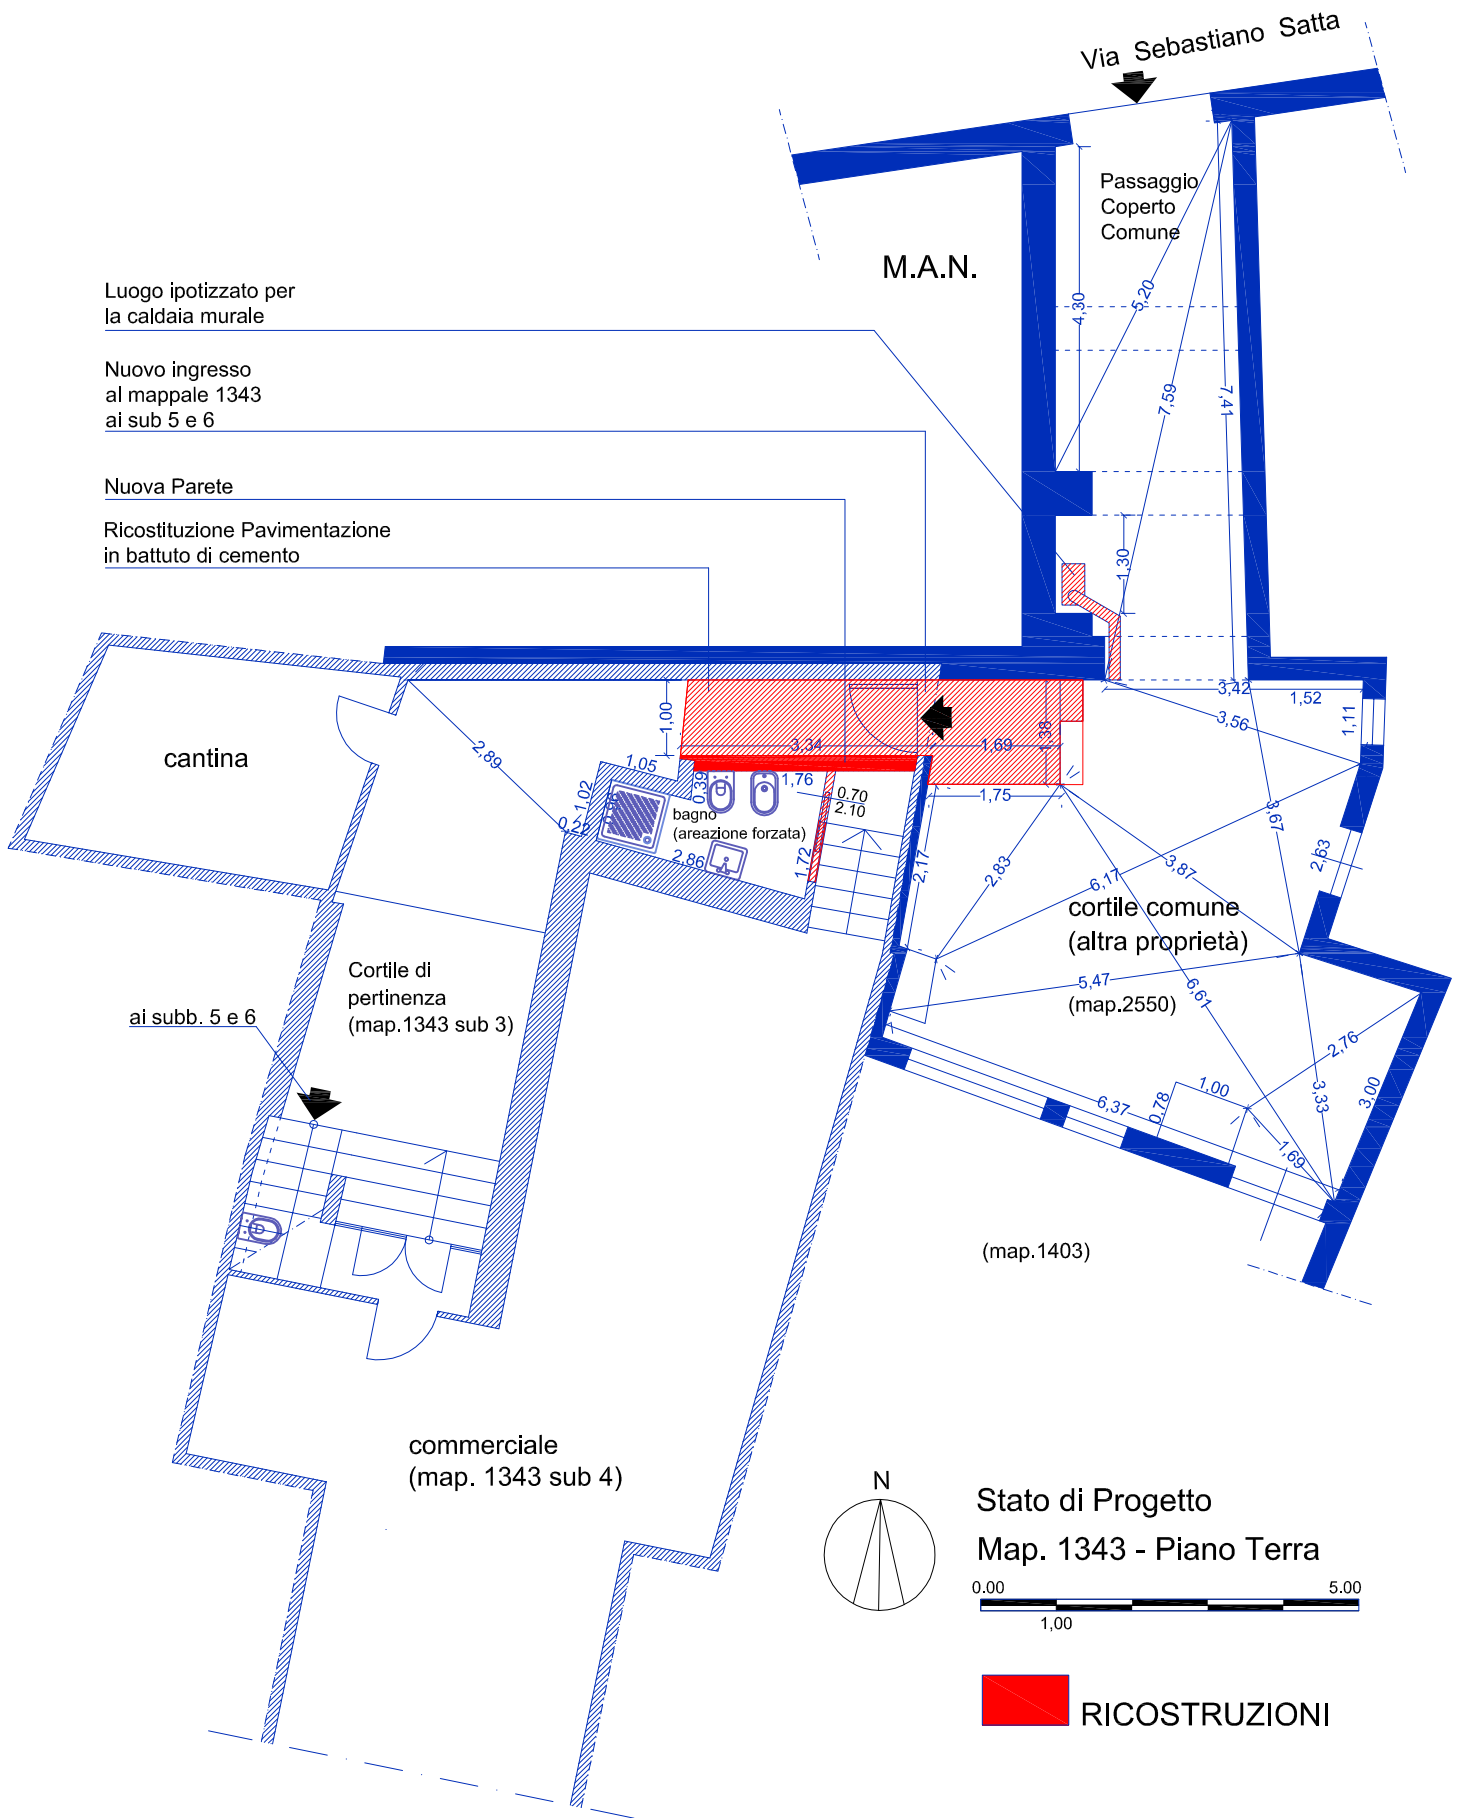 Via Sebastiano Satta
Passaggio
Coperto
Comune
M.A.N.
Luogo ipotizzato per
la caldaia murale
Nuovo ingresso
al mappale 1343
ai sub 5 e 6
Nuova Parete
Ricostituzione Pavimentazione
in battuto di cemento
4,30
5,20
7,59
7,41
1,30
3,42
1,52
1,11
3,56
1,00
3,34
1,69
1,38
1,75
cantina
2,89
1,05
1,02
0,22
0,98
0,39
1,76
0.70
2.10
bagno
(areazione forzata)
2,86
1,72
2,17
2,83
6,17
3,87
3,67
2,63
cortile comune
(altra proprietà)
(map.2550)
5,47
6,61
2,76
3,00
3,33
1,00
0,78
6,37
1,69
Cortile di
pertinenza
(map.1343 sub 3)
ai subb. 5 e 6
(map.1403)
commerciale
(map. 1343 sub 4)
N
Stato di Progetto
Map. 1343 - Piano Terra
0.00 5.00
1,00
RICOSTRUZIONI